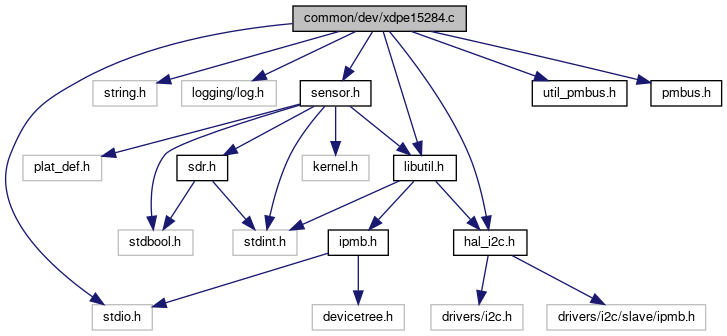 common/dev/xdpe15284.c
string.h
logging/log.h
sensor.h
util_pmbus.h
pmbus.h
plat_def.h
sdr.h
kernel.h
libutil.h
stdbool.h
stdint.h
ipmb.h
hal_i2c.h
stdio.h
devicetree.h
drivers/i2c.h
drivers/i2c/slave/ipmb.h